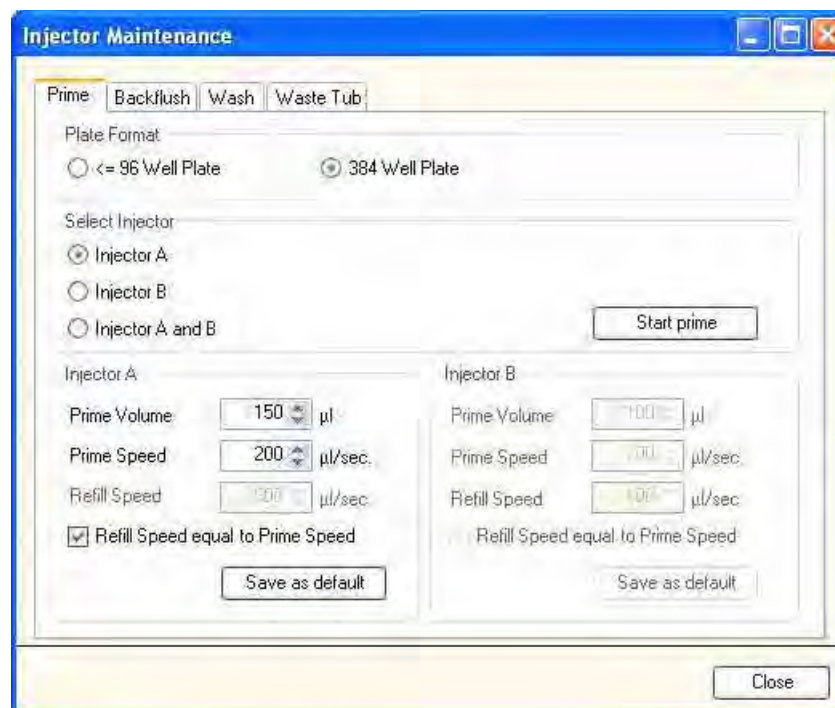 Injector Maintenance
Prime Backflush Wash Waste Tub
Plate Format
<= 96 Well Plate 384 Well Plate
Select Injector
Injector A
Injector B
Injector A and B
Start prime
Injector A Injector B
Prime Volume 150 µl Prime Volume 100 µl
Prime Speed 200 µl/sec. Prime Speed µl/sec.
Refill Speed µl/sec. Refill Speed µl/sec.
Refill Speed equal to Prime Speed Refill Speed equal to Prime Speed
Save as default Save as default
Close